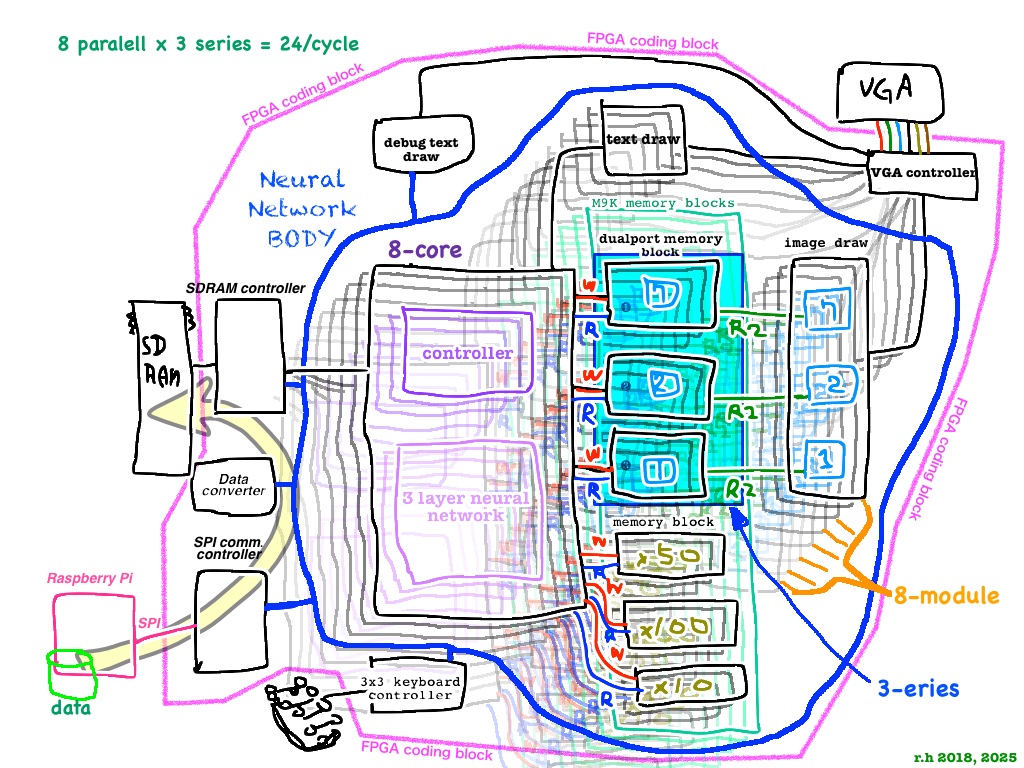 8 paralell x 3 series = 24/cycle
FPGA coding block
FPGA coding block
VGA
debug text
draw
text draw
VGA controller
Neural
Network
BODY
M9K memory blocks
8-core
dualport memory
block
image draw
SDRAM controller
W
R
R2
controller
SD
RAM
W
R
R2
2
W
R
R2
1
3 layer neural
network
Data
converter
memory block
SPI comm.
controller
W
R
x50
FPGA coding block
Raspberry Pi
SPI
W
R
x100
8-module
W
R
x10
3x3 keyboard
controller
3-eries
data
FPGA coding block
r.h 2018, 2025